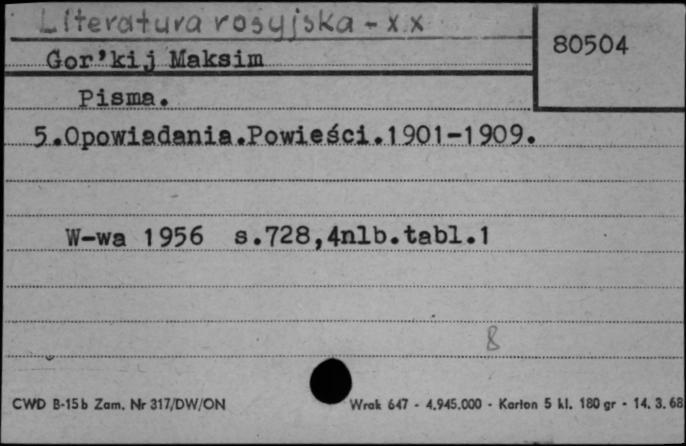 Literatura rosyjska - XX
80504
Gor'kij Maksim
Pisma.
5.Opowiadania.Powieści.1901-1909.
W-wa 1956 s.728,4nlb.tabl.1
8
CWD B-15b Zam. Nr 317/DW/ON
Wrak 647 - 4.945.000 - Karton 5 kl. 180 gr - 14. 3. 68